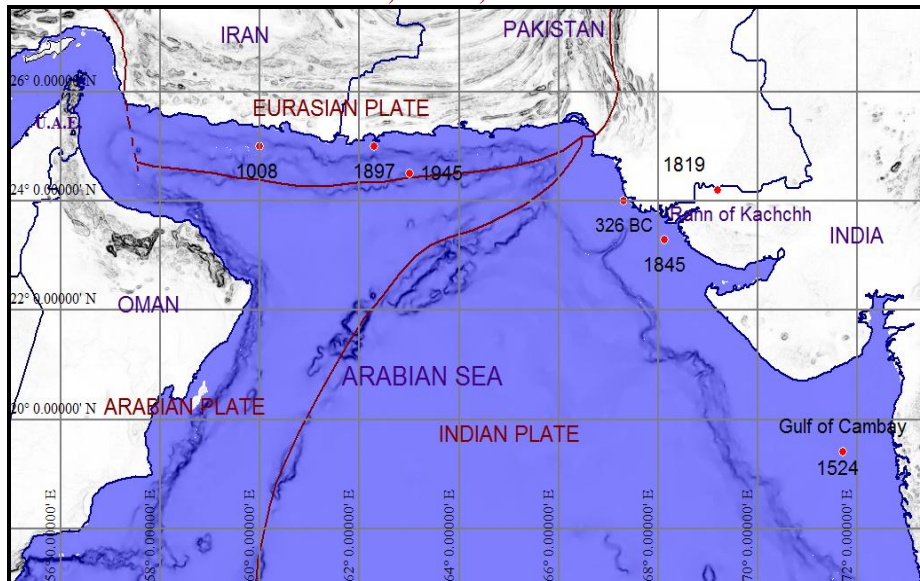 IRAN
PAKISTAN
26° 0.00000' N
EURASIAN PLATE
U.A.E.
1008
1897
1945
1819
24° 0.00000' N
326 BC
Rann of Kachchh
INDIA
1845
22° 0.00000' N
OMAN
ARABIAN SEA
20° 0.00000' N
ARABIAN PLATE
INDIAN PLATE
Gulf of Cambay
1524
56° 0.00000' E
58° 0.00000' E
60° 0.00000' E
62° 0.00000' E
64° 0.00000' E
66° 0.00000' E
68° 0.00000' E
70° 0.00000' E
72° 0.00000' E